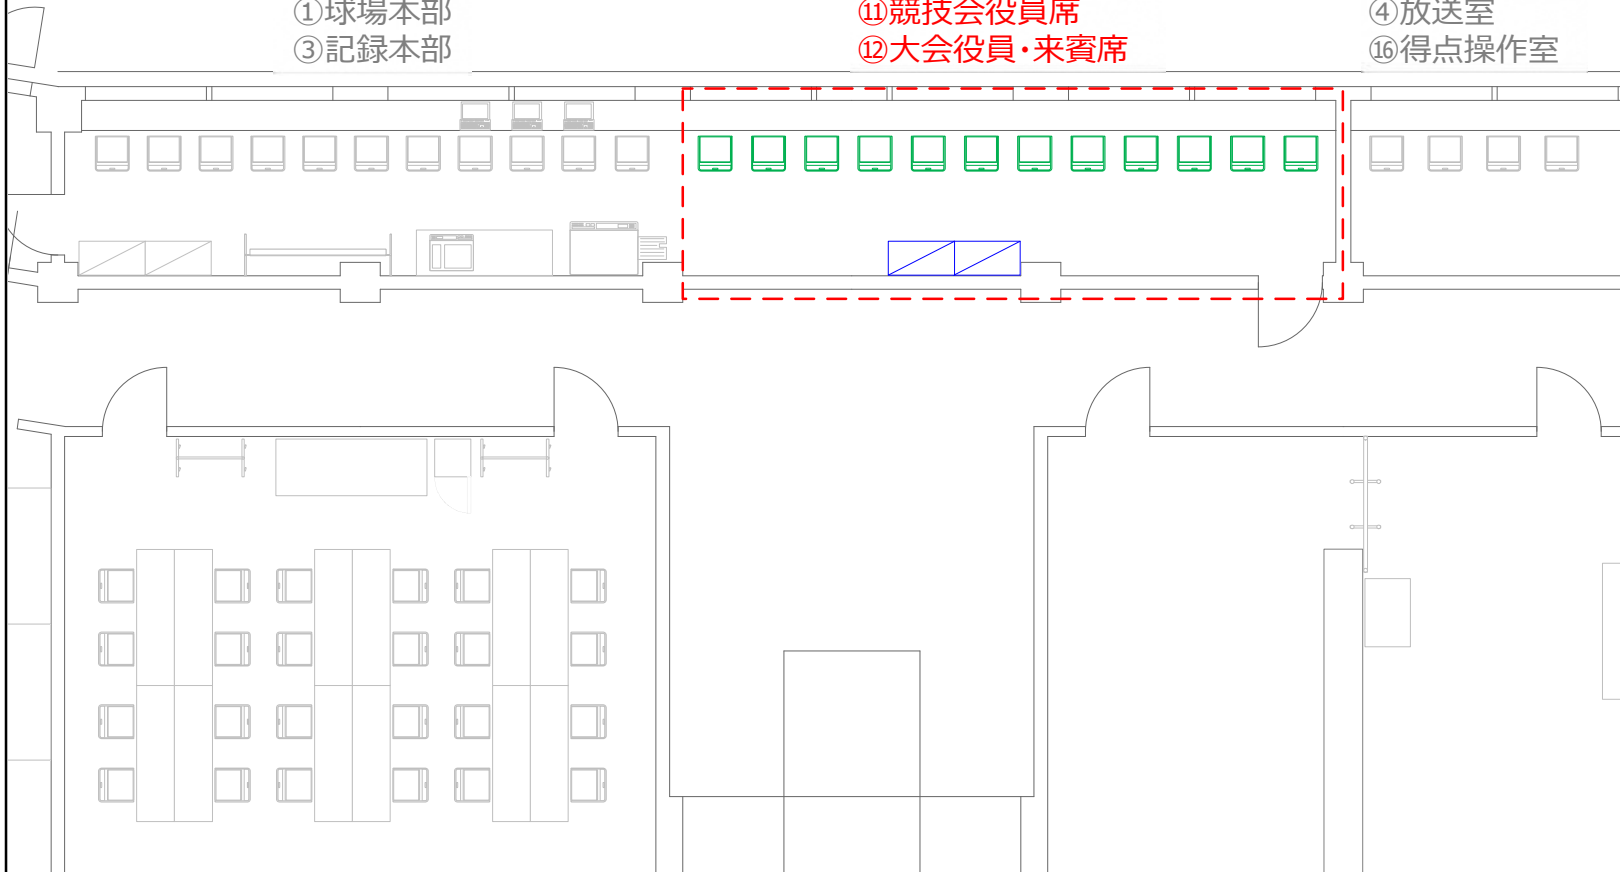 ①球場本部
③記録本部
⑪競技会役員席
⑫大会役員・来賓席
④放送室
⑯得点操作室